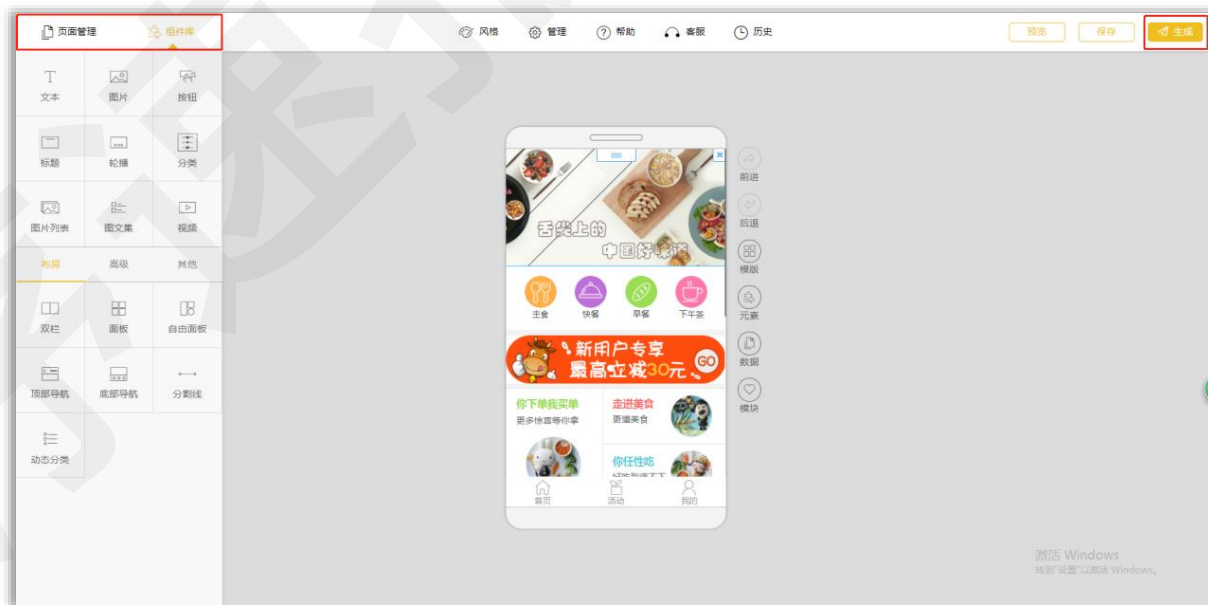 页面管理 组件库 风格 管理 帮助 客服 历史 预览 保存 生成
文本 图片 按钮
标题 轮播 分类
图片列表 图文集 视频
布局 高级 其他
双栏 面板 自由面板
顶部导航 底部导航 分割线
动态分类
舌尖上的
中国好味道
主食 快餐 早餐 下午茶
新用户专享
最高立减30元
GO
你下单我买单
更多惊喜等你拿
走进美食
更懂美食
你任性吃
好吃到停不下
首页 活动 我的
前进
后退
模版
元素
数据
模块
激活 Windows
转到"设置"以激活 Windows。